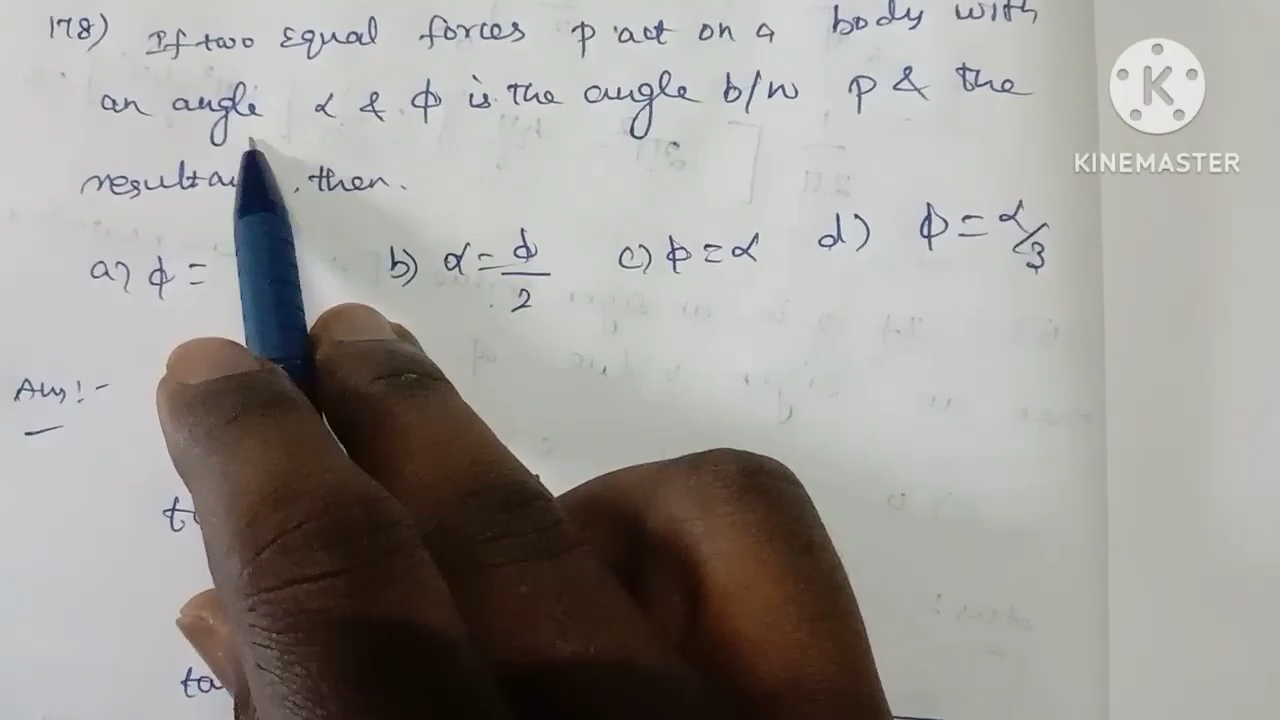 178) If two Equal forces P act on a body with
an angle α & ϕ is the angle b/w P & the
then.
a) ϕ = b) α = ϕ/2 c) ϕ = α d) ϕ = α/3
Ans:-
K
KINEMASTER